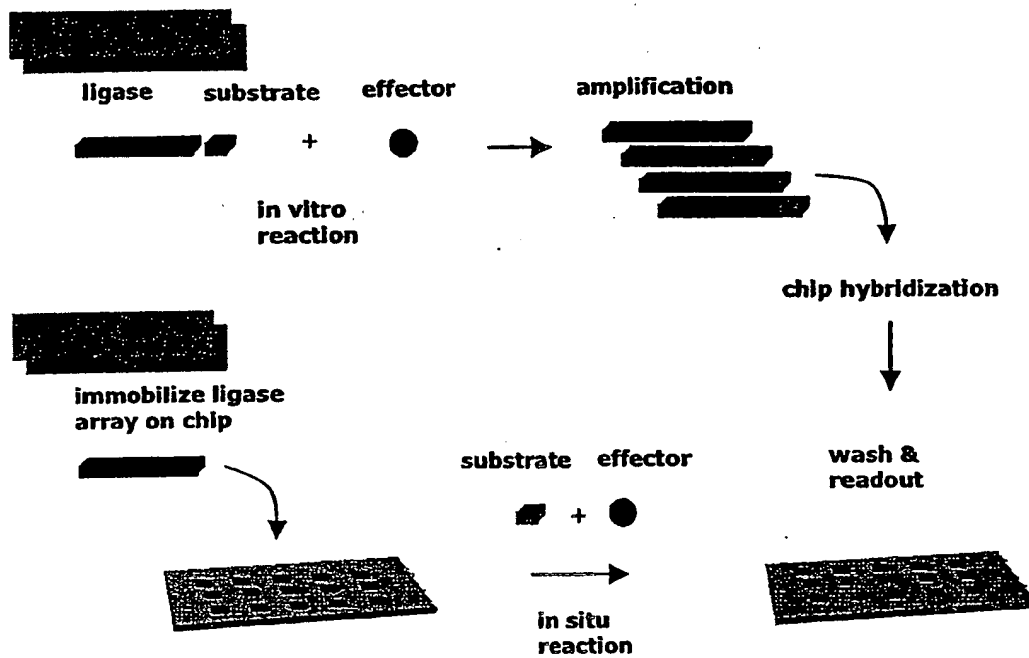 ligase substrate effector
+
in vitro
reaction
amplification
chip hybridization
immobilize ligase
array on chip
substrate effector
+
in situ
reaction
wash &
readout